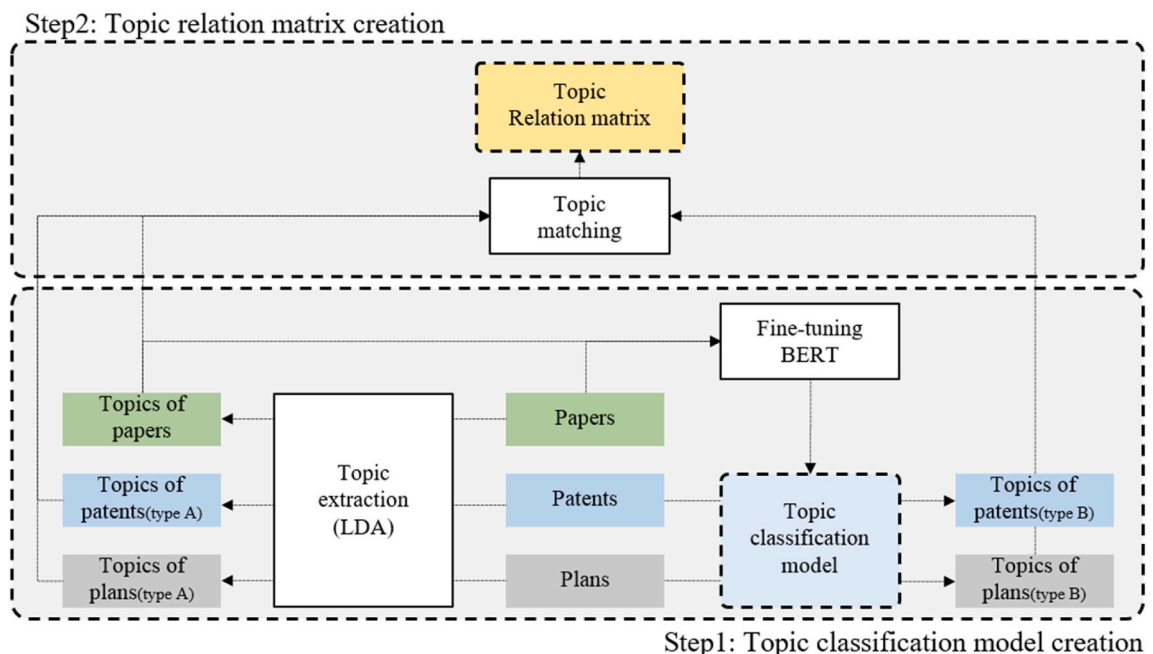 Step2: Topic relation matrix creation
Topic
Relation matrix
Topic
matching
Fine-tuning
BERT
Topics of
papers
Papers
Topic
extraction
(LDA)
Topics of
patents(type A)
Patents
Topic
classification
model
Topics of
patents(type B)
Topics of
plans(type A)
Plans
Topics of
plans(type B)
Step1: Topic classification model creation